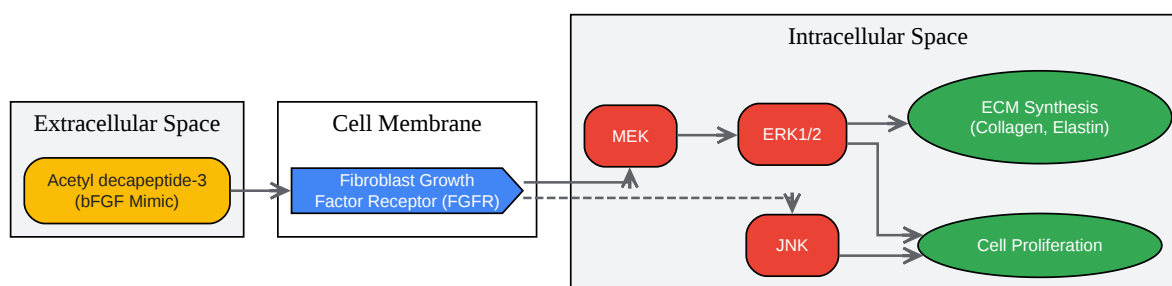 Extracellular Space
Acetyl decapeptide-3
(bFGF Mimic)
Cell Membrane
Fibroblast Growth
Factor Receptor (FGFR)
Intracellular Space
MEK
ERK1/2
ECM Synthesis
(Collagen, Elastin)
JNK
Cell Proliferation